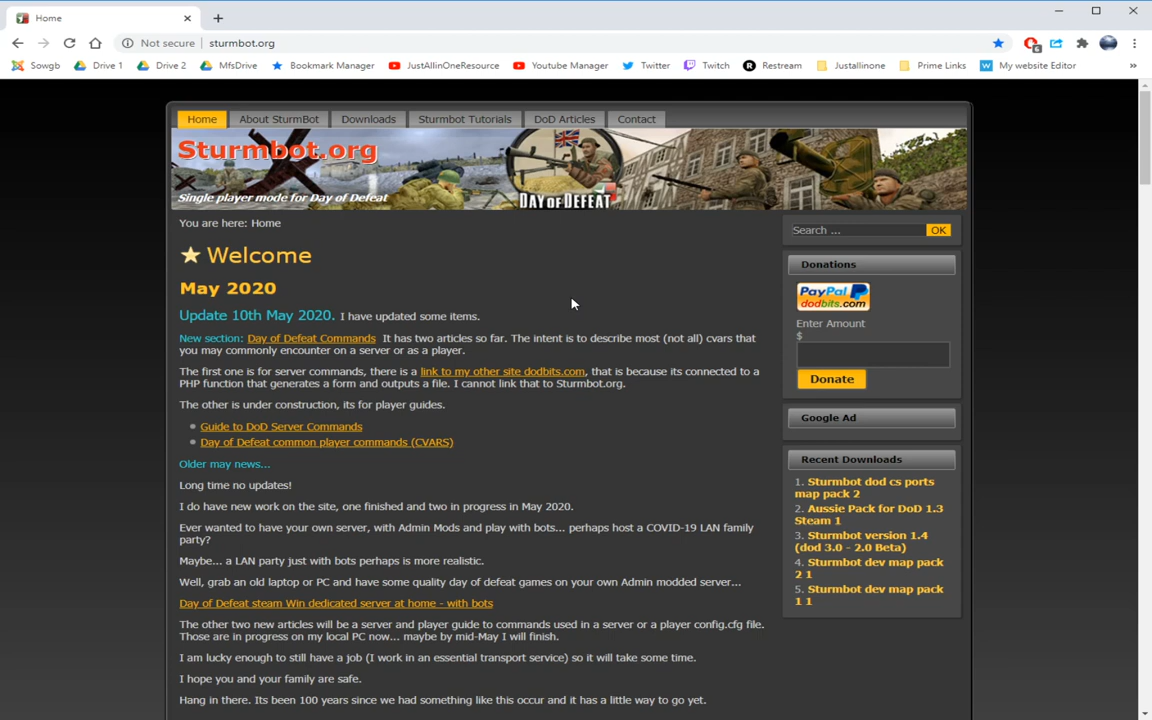 Home
Not secure | sturmbot.org
6
Sowgb
Drive 1
Drive 2
MfsDrive
Bookmark Manager
JustAllinOneResource
Youtube Manager
Twitter
Twitch
Restream
Justallinone
Prime Links
My website Editor
»
Home
About SturmBot
Downloads
Sturmbot Tutorials
DoD Articles
Contact
Sturmbot.org
Single player mode for Day of Defeat
DAY OF DEFEAT
You are here: Home
Welcome
May 2020
Update 10th May 2020. I have updated some items.
New section: Day of Defeat Commands It has two articles so far. The intent is to describe most (not all) cvars that
you may commonly encounter on a server or as a player.
The first one is for server commands, there is a link to my other site dodbits.com, that is because its connected to a
PHP function that generates a form and outputs a file. I cannot link that to Sturmbot.org.
The other is under construction, its for player guides.
Guide to DoD Server Commands
Day of Defeat common player commands (CVARS)
Older may news...
Long time no updates!
I do have new work on the site, one finished and two in progress in May 2020.
Ever wanted to have your own server, with Admin Mods and play with bots... perhaps host a COVID-19 LAN family
party?
Maybe... a LAN party just with bots perhaps is more realistic.
Well, grab an old laptop or PC and have some quality day of defeat games on your own Admin modded server...
Day of Defeat steam Win dedicated server at home - with bots
The other two new articles will be a server and player guide to commands used in a server or a player config.cfg file.
Those are in progress on my local PC now... maybe by mid-May I will finish.
I am lucky enough to still have a job (I work in an essential transport service) so it will take some time.
I hope you and your family are safe.
Hang in there. Its been 100 years since we had something like this occur and it has a little way to go yet.
Search ...
OK
Donations
PayPal
dodbits.com
Enter Amount
$
Donate
Google Ad
Recent Downloads
1. Sturmbot dod cs ports
map pack 2
2. Aussie Pack for DoD 1.3
Steam 1
3. Sturmbot version 1.4
(dod 3.0 - 2.0 Beta)
4. Sturmbot dev map pack
2 1
5. Sturmbot dev map pack
1 1